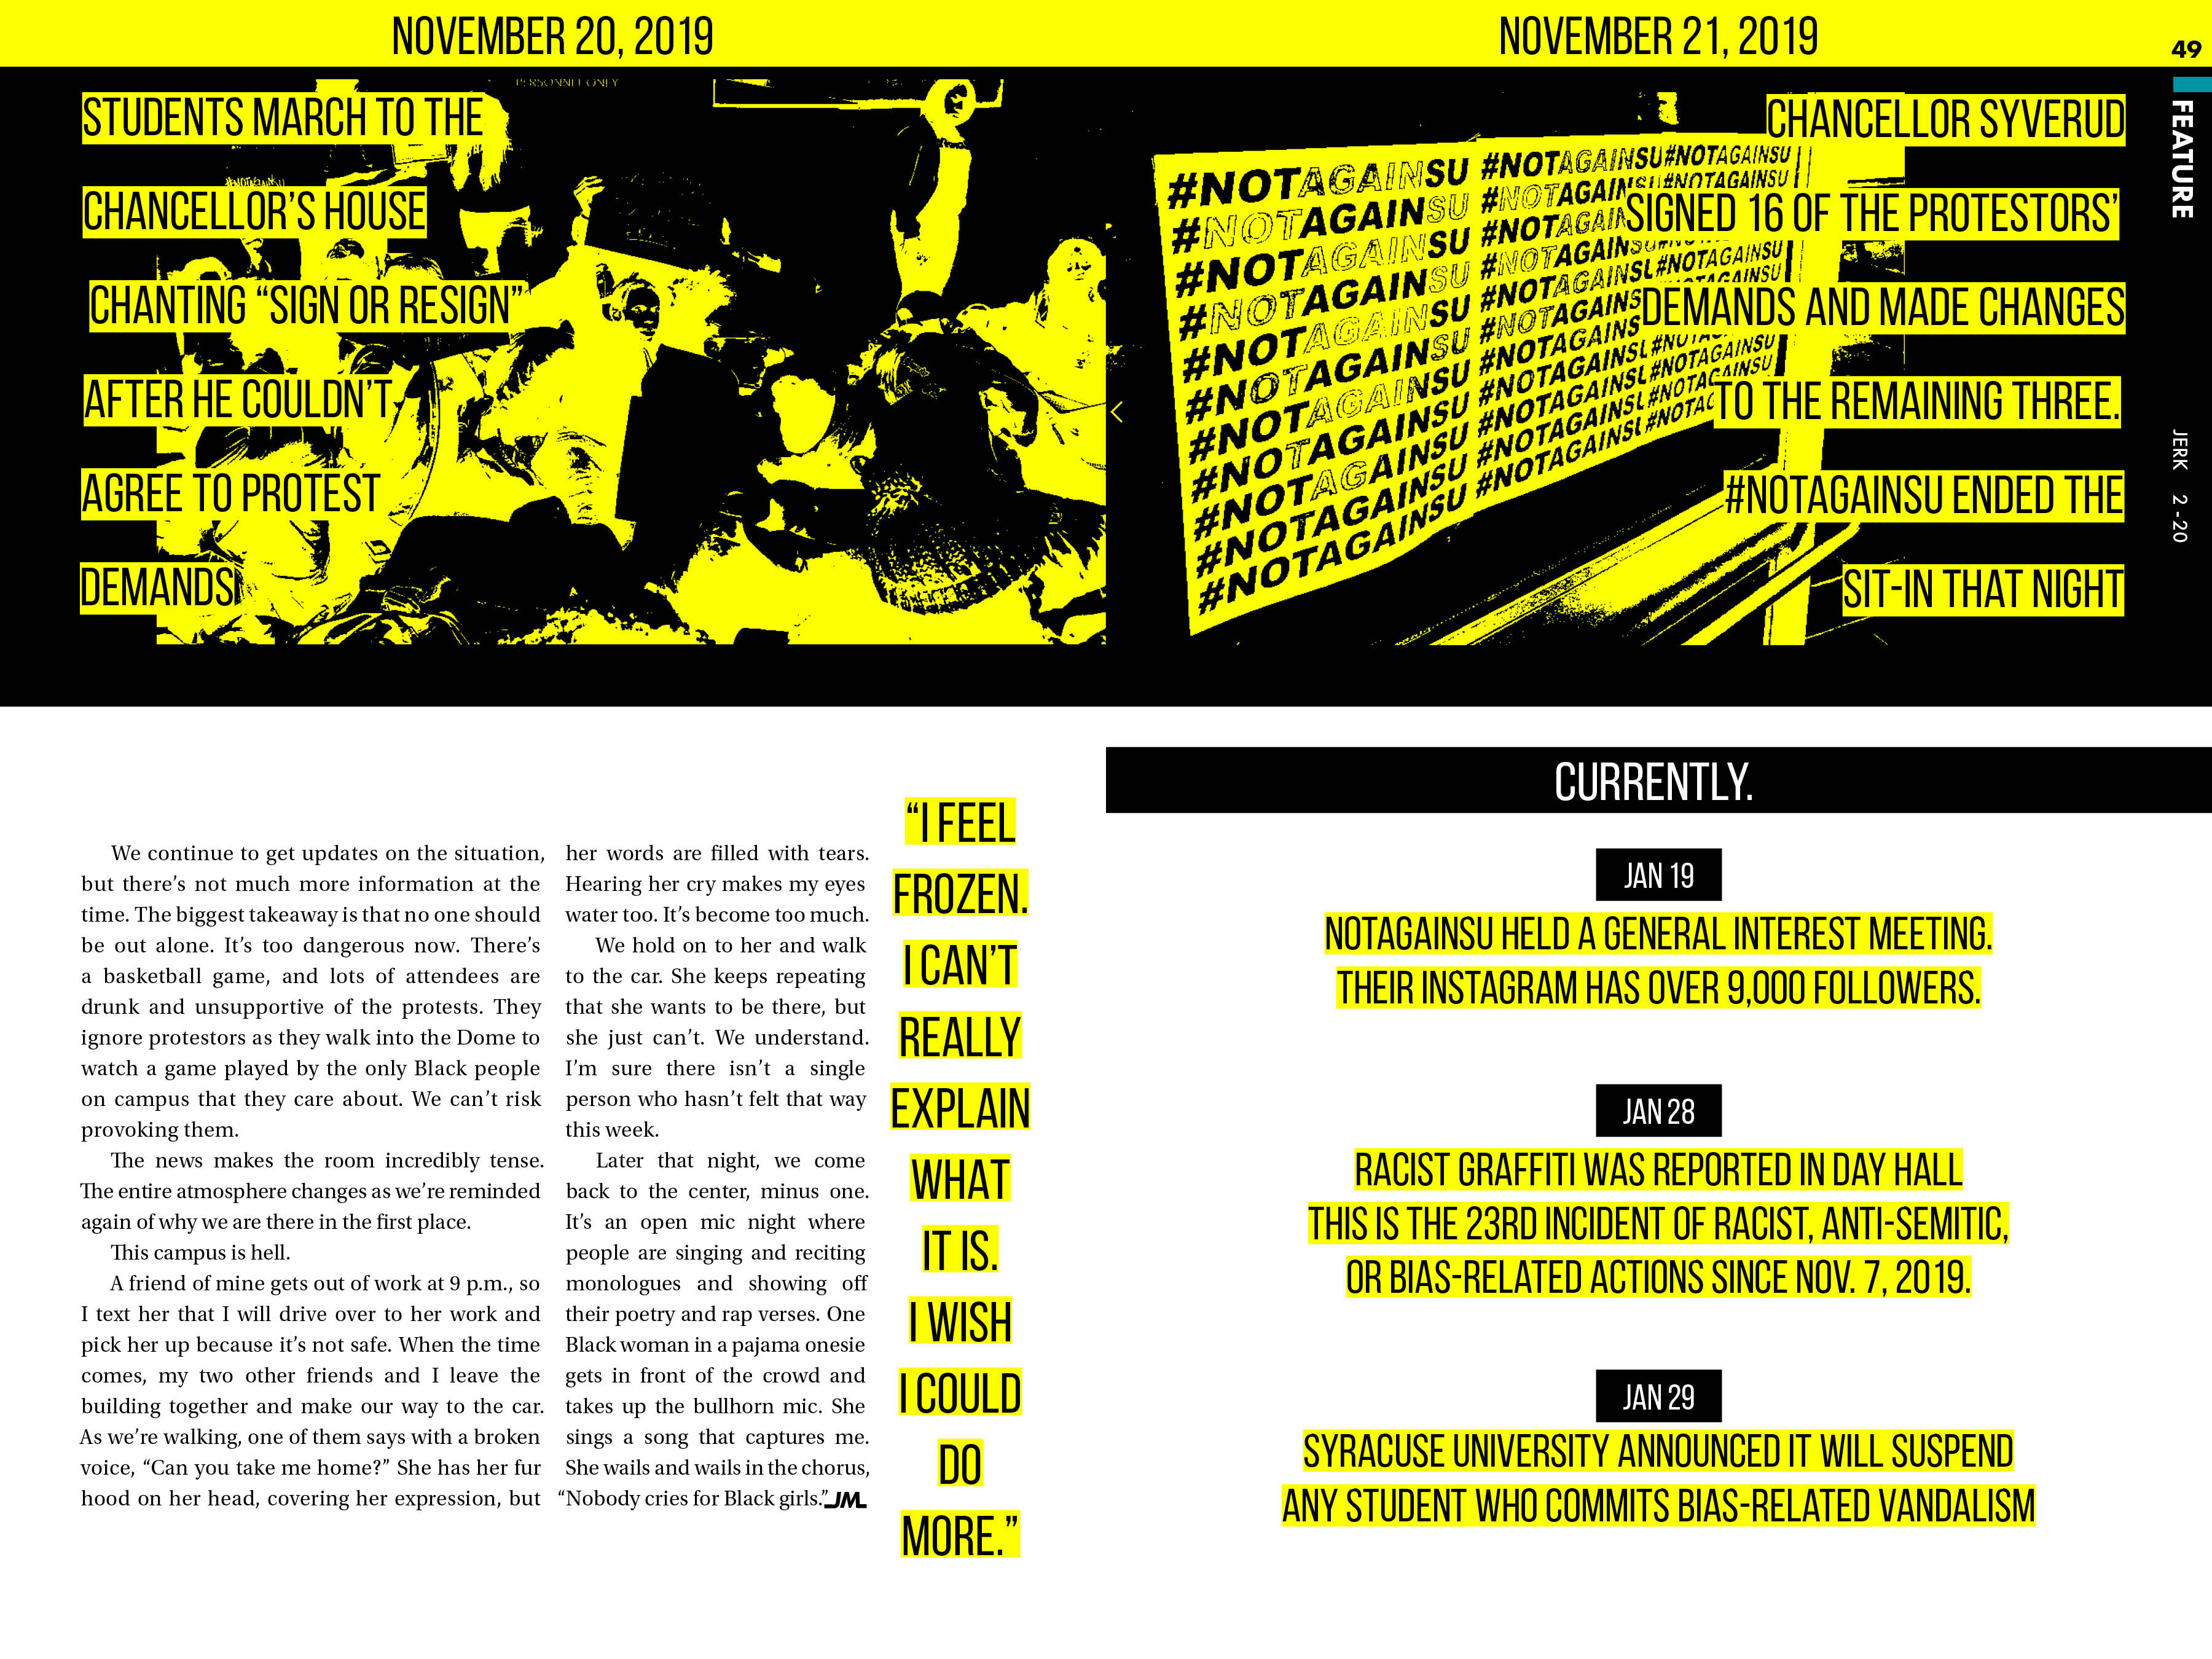 NOVEMBER 20, 2019
STUDENTS MARCH TO THE
CHANCELLOR’S HOUSE
CHANTING “SIGN OR RESIGN”
AFTER HE COULDN’T
AGREE TO PROTEST
DEMANDS
PERSONNEL ONLY
NOVEMBER 21, 2019
CHANCELLOR SYVERUD
SIGNED 16 OF THE PROTESTORS’
DEMANDS AND MADE CHANGES
TO THE REMAINING THREE.
#NOTAGAINSU ENDED THE
SIT-IN THAT NIGHT
#NOTAGAINSU #NOTAGAINSU #NOTAGAINSU
#NOTAGAINSU #NOTAGAINSU #NOTAGAINSU
#NOTAGAINSU
#NOTAGAINSU #NOTAGAINSU
#NOTAGAINSU #NOTAGAINSU #NOTAGAINSU
#NOTAGAINSU #NOTAGAINSU
#NOTAGAINSU #NOTAGAINSU
#NOTAGAINSU #NOTAGAINSU #NOTAGAINSU
#NOTAGAINSU #NOTAGAINSU
#NOTAGAINSU #NOTAGAINSU
#NOTAGAINSU #NOTAGAINSU
49
FEATURE
JERK 2-20
We continue to get updates on the situation,
but there’s not much more information at the
time. The biggest takeaway is that no one should
be out alone. It’s too dangerous now. There’s
a basketball game, and lots of attendees are
drunk and unsupportive of the protests. They
ignore protestors as they walk into the Dome to
watch a game played by the only Black people
on campus that they care about. We can’t risk
provoking them.
The news makes the room incredibly tense.
The entire atmosphere changes as we’re reminded
again of why we are there in the first place.
This campus is hell.
A friend of mine gets out of work at 9 p.m., so
I text her that I will drive over to her work and
pick her up because it’s not safe. When the time
comes, my two other friends and I leave the
building together and make our way to the car.
As we’re walking, one of them says with a broken
voice, “Can you take me home?” She has her fur
hood on her head, covering her expression, but
her words are filled with tears.
Hearing her cry makes my eyes
water too. It’s become too much.
We hold on to her and walk
to the car. She keeps repeating
that she wants to be there, but
she just can’t. We understand.
I’m sure there isn’t a single
person who hasn’t felt that way
this week.
Later that night, we come
back to the center, minus one.
It’s an open mic night where
people are singing and reciting
monologues and showing off
their poetry and rap verses. One
Black woman in a pajama onesie
gets in front of the crowd and
takes up the bullhorn mic. She
sings a song that captures me.
She wails and wails in the chorus,
“Nobody cries for Black girls.” JM
“I FEEL
FROZEN.
I CAN’T
REALLY
EXPLAIN
WHAT
IT IS.
I WISH
I COULD
DO
MORE.”
CURRENTLY.
JAN 19
NOTAGAINSU HELD A GENERAL INTEREST MEETING.
THEIR INSTAGRAM HAS OVER 9,000 FOLLOWERS.
JAN 28
RACIST GRAFFITI WAS REPORTED IN DAY HALL
THIS IS THE 23RD INCIDENT OF RACIST, ANTI-SEMITIC,
OR BIAS-RELATED ACTIONS SINCE NOV. 7, 2019.
JAN 29
SYRACUSE UNIVERSITY ANNOUNCED IT WILL SUSPEND
ANY STUDENT WHO COMMITS BIAS-RELATED VANDALISM